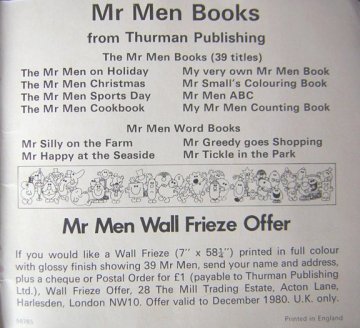 Mr Men Books
from Thurman Publishing
The Mr Men Books (39 titles)
The Mr Men on Holiday My very own Mr Men Book
The Mr Men Christmas Mr Small's Colouring Book
The Mr Men Sports Day Mr Men ABC
The Mr Men Cookbook My Mr Men Counting Book
Mr Men Word Books
Mr Silly on the Farm Mr Greedy goes Shopping
Mr Happy at the Seaside Mr Tickle in the Park
Mr Men Wall Frieze Offer
If you would like a Wall Frieze (7" x 58½") printed in full colour
with glossy finish showing 39 Mr Men, send your name and address,
plus a cheque or Postal Order for £1 (payable to Thurman Publishing
Ltd.), Wall Frieze Offer, 28 The Mill Trading Estate, Acton Lane,
Harlesden, London NW10. Offer valid to December 1980. U.K. only.
Printed in England